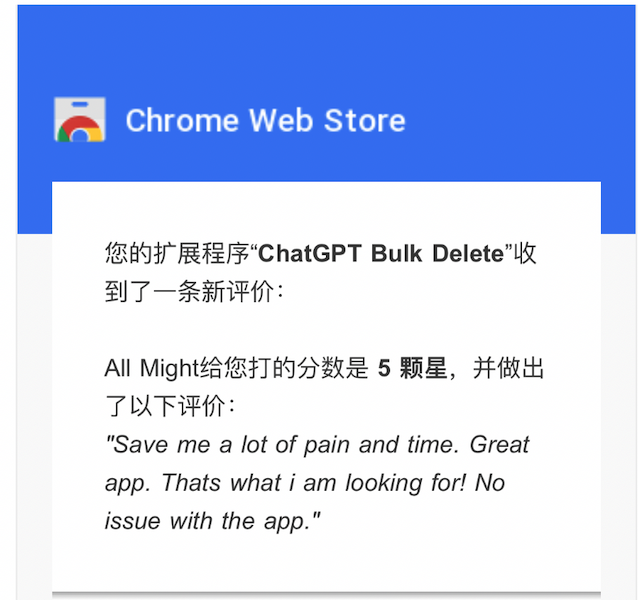 Chrome Web Store
您的扩展程序“ChatGPT Bulk Delete”收
到了一条新评价：
All Might给您打的分数是 5 颗星，并做出
了以下评价：
"Save me a lot of pain and time. Great
app. Thats what i am looking for! No
issue with the app."